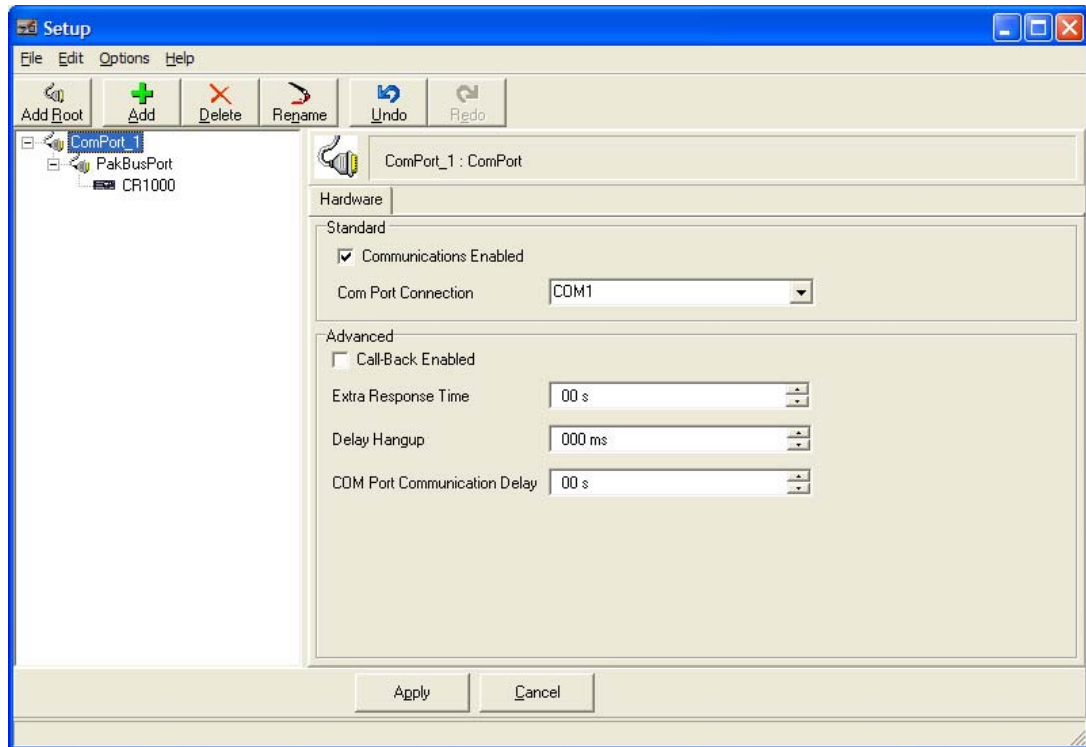 Setup
File Edit Options Help
Add Root Add Delete Rename Undo Redo
ComPort_1
PakBusPort
CR1000
ComPort_1 : ComPort
Hardware
Standard
Communications Enabled
Com Port Connection COM1
Advanced
Call-Back Enabled
Extra Response Time 00 s
Delay Hangup 000 ms
COM Port Communication Delay 00 s
Apply Cancel